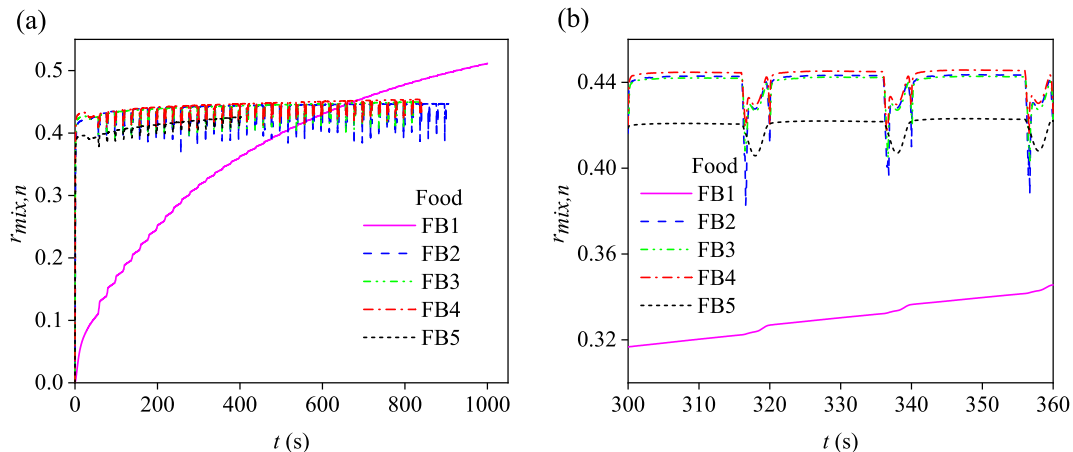 (a)
0.5
0.4
0.3
0.2
0.1
0.0
r_mix,n
0 200 400 600 800 1000
t (s)
Food
FB1
FB2
FB3
FB4
FB5
(b)
0.44
0.40
0.36
0.32
r_mix,n
300 310 320 330 340 350 360
t (s)
Food
FB1
FB2
FB3
FB4
FB5